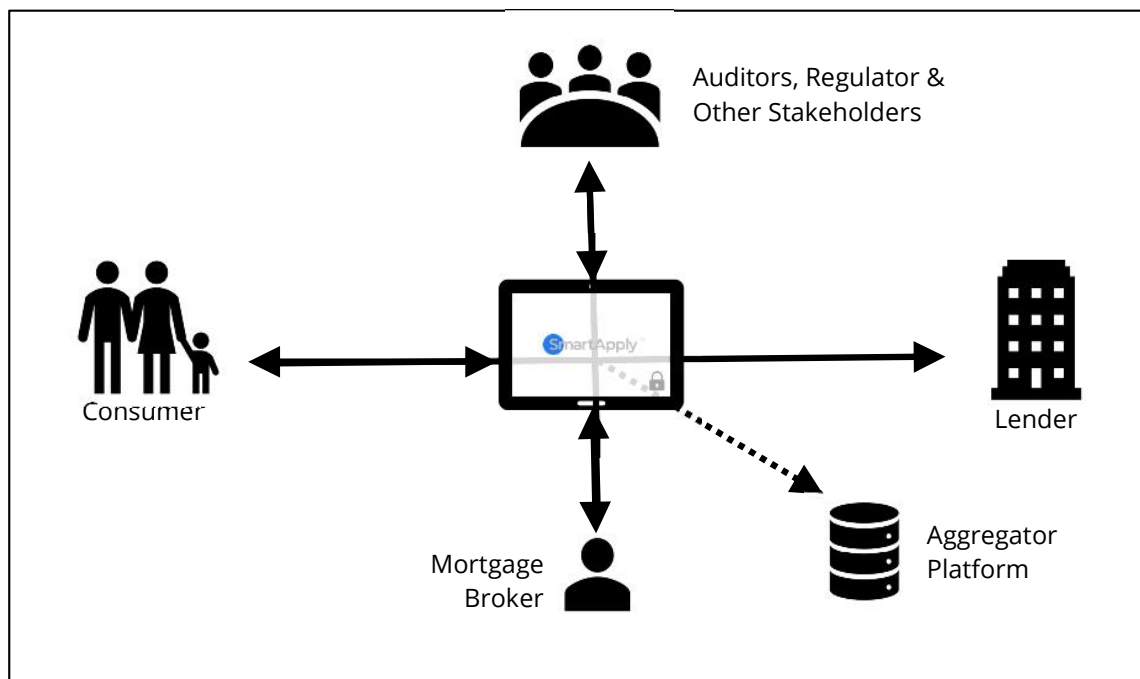 Auditors, Regulator &
Other Stakeholders
SmartApply
Consumer
Lender
Aggregator
Platform
Mortgage
Broker